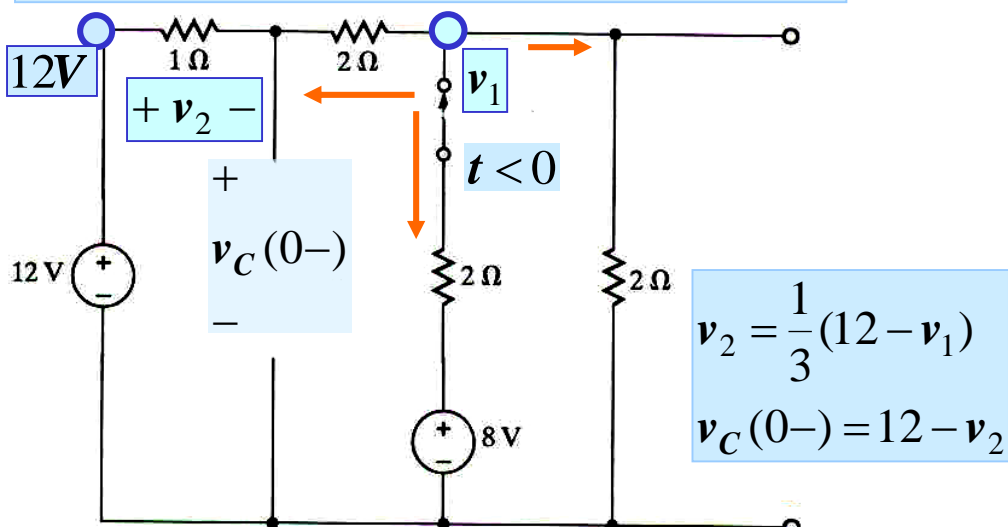 12V
1 Ω
2 Ω
v₁
+ v₂ −
t < 0
+
v_C (0−)
−
12 V
+
−
2 Ω
2 Ω
v₂ = 1/3 (12 − v₁)
v_C (0−) = 12 − v₂
+
−
8 V